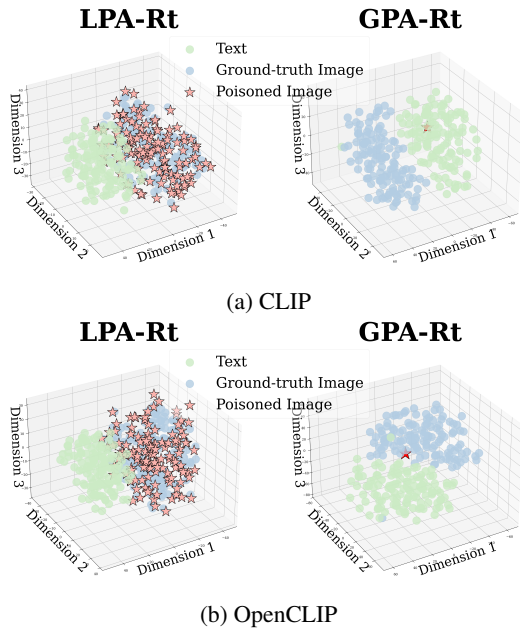 LPA-Rt
GPA-Rt
Text
Ground-truth Image
Poisoned Image
Dimension 3
Dimension 2
Dimension 1
Dimension 3
Dimension 2
Dimension 1
(a) CLIP
LPA-Rt
GPA-Rt
Text
Ground-truth Image
Poisoned Image
Dimension 3
Dimension 2
Dimension 1
Dimension 3
Dimension 2
Dimension 1
(b) OpenCLIP